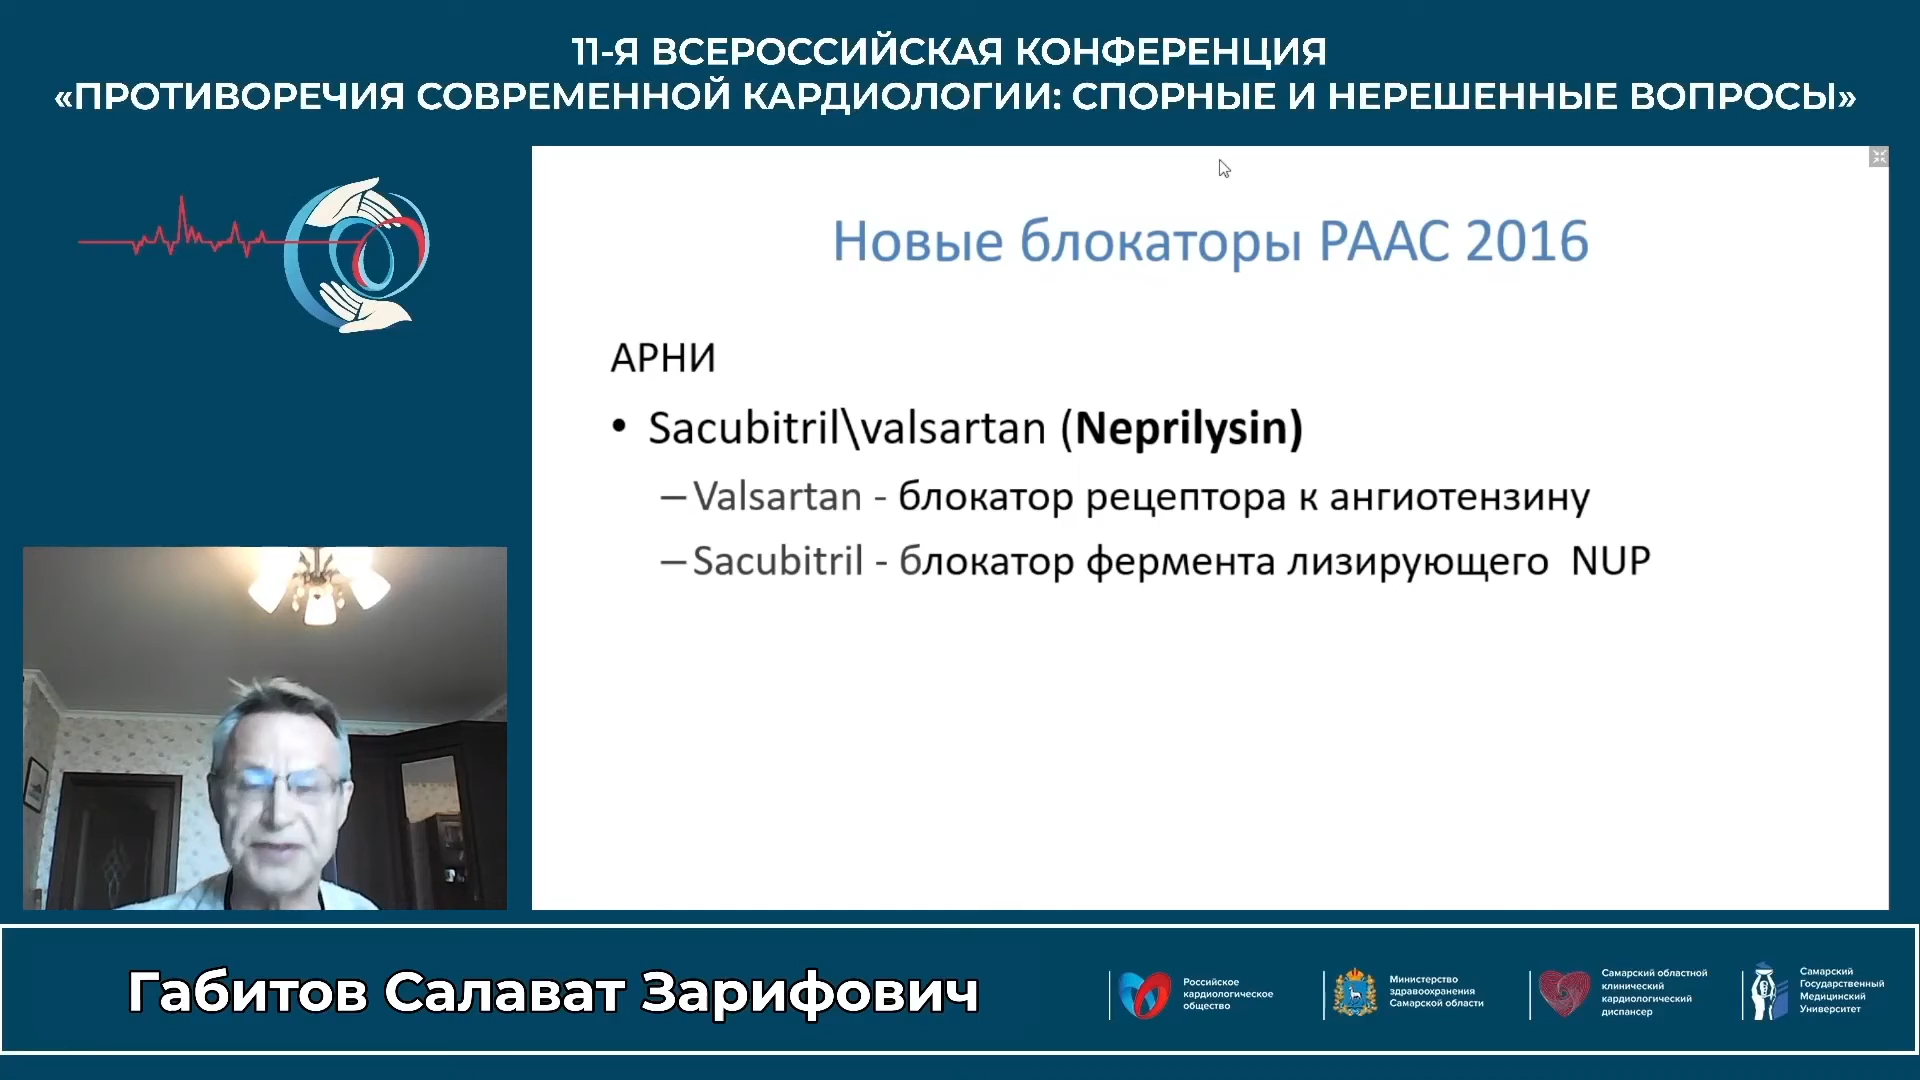 11-Я ВСЕРОССИЙСКАЯ КОНФЕРЕНЦИЯ
«ПРОТИВОРЕЧИЯ СОВРЕМЕННОЙ КАРДИОЛОГИИ: СПОРНЫЕ И НЕРЕШЕННЫЕ ВОПРОСЫ»
Новые блокаторы РААС 2016
АРНИ
• Sacubitril\valsartan (Neprilysin)
– Valsartan - блокатор рецептора к ангиотензину
– Sacubitril - блокатор фермента лизирующего NUP
Габитов Салават Зарифович
Российское
кардиологическое
общество
Министерство
здравоохранения
Самарской области
Самарский областной
клинический
кардиологический
диспансер
Самарский
Государственный
Медицинский
Университет